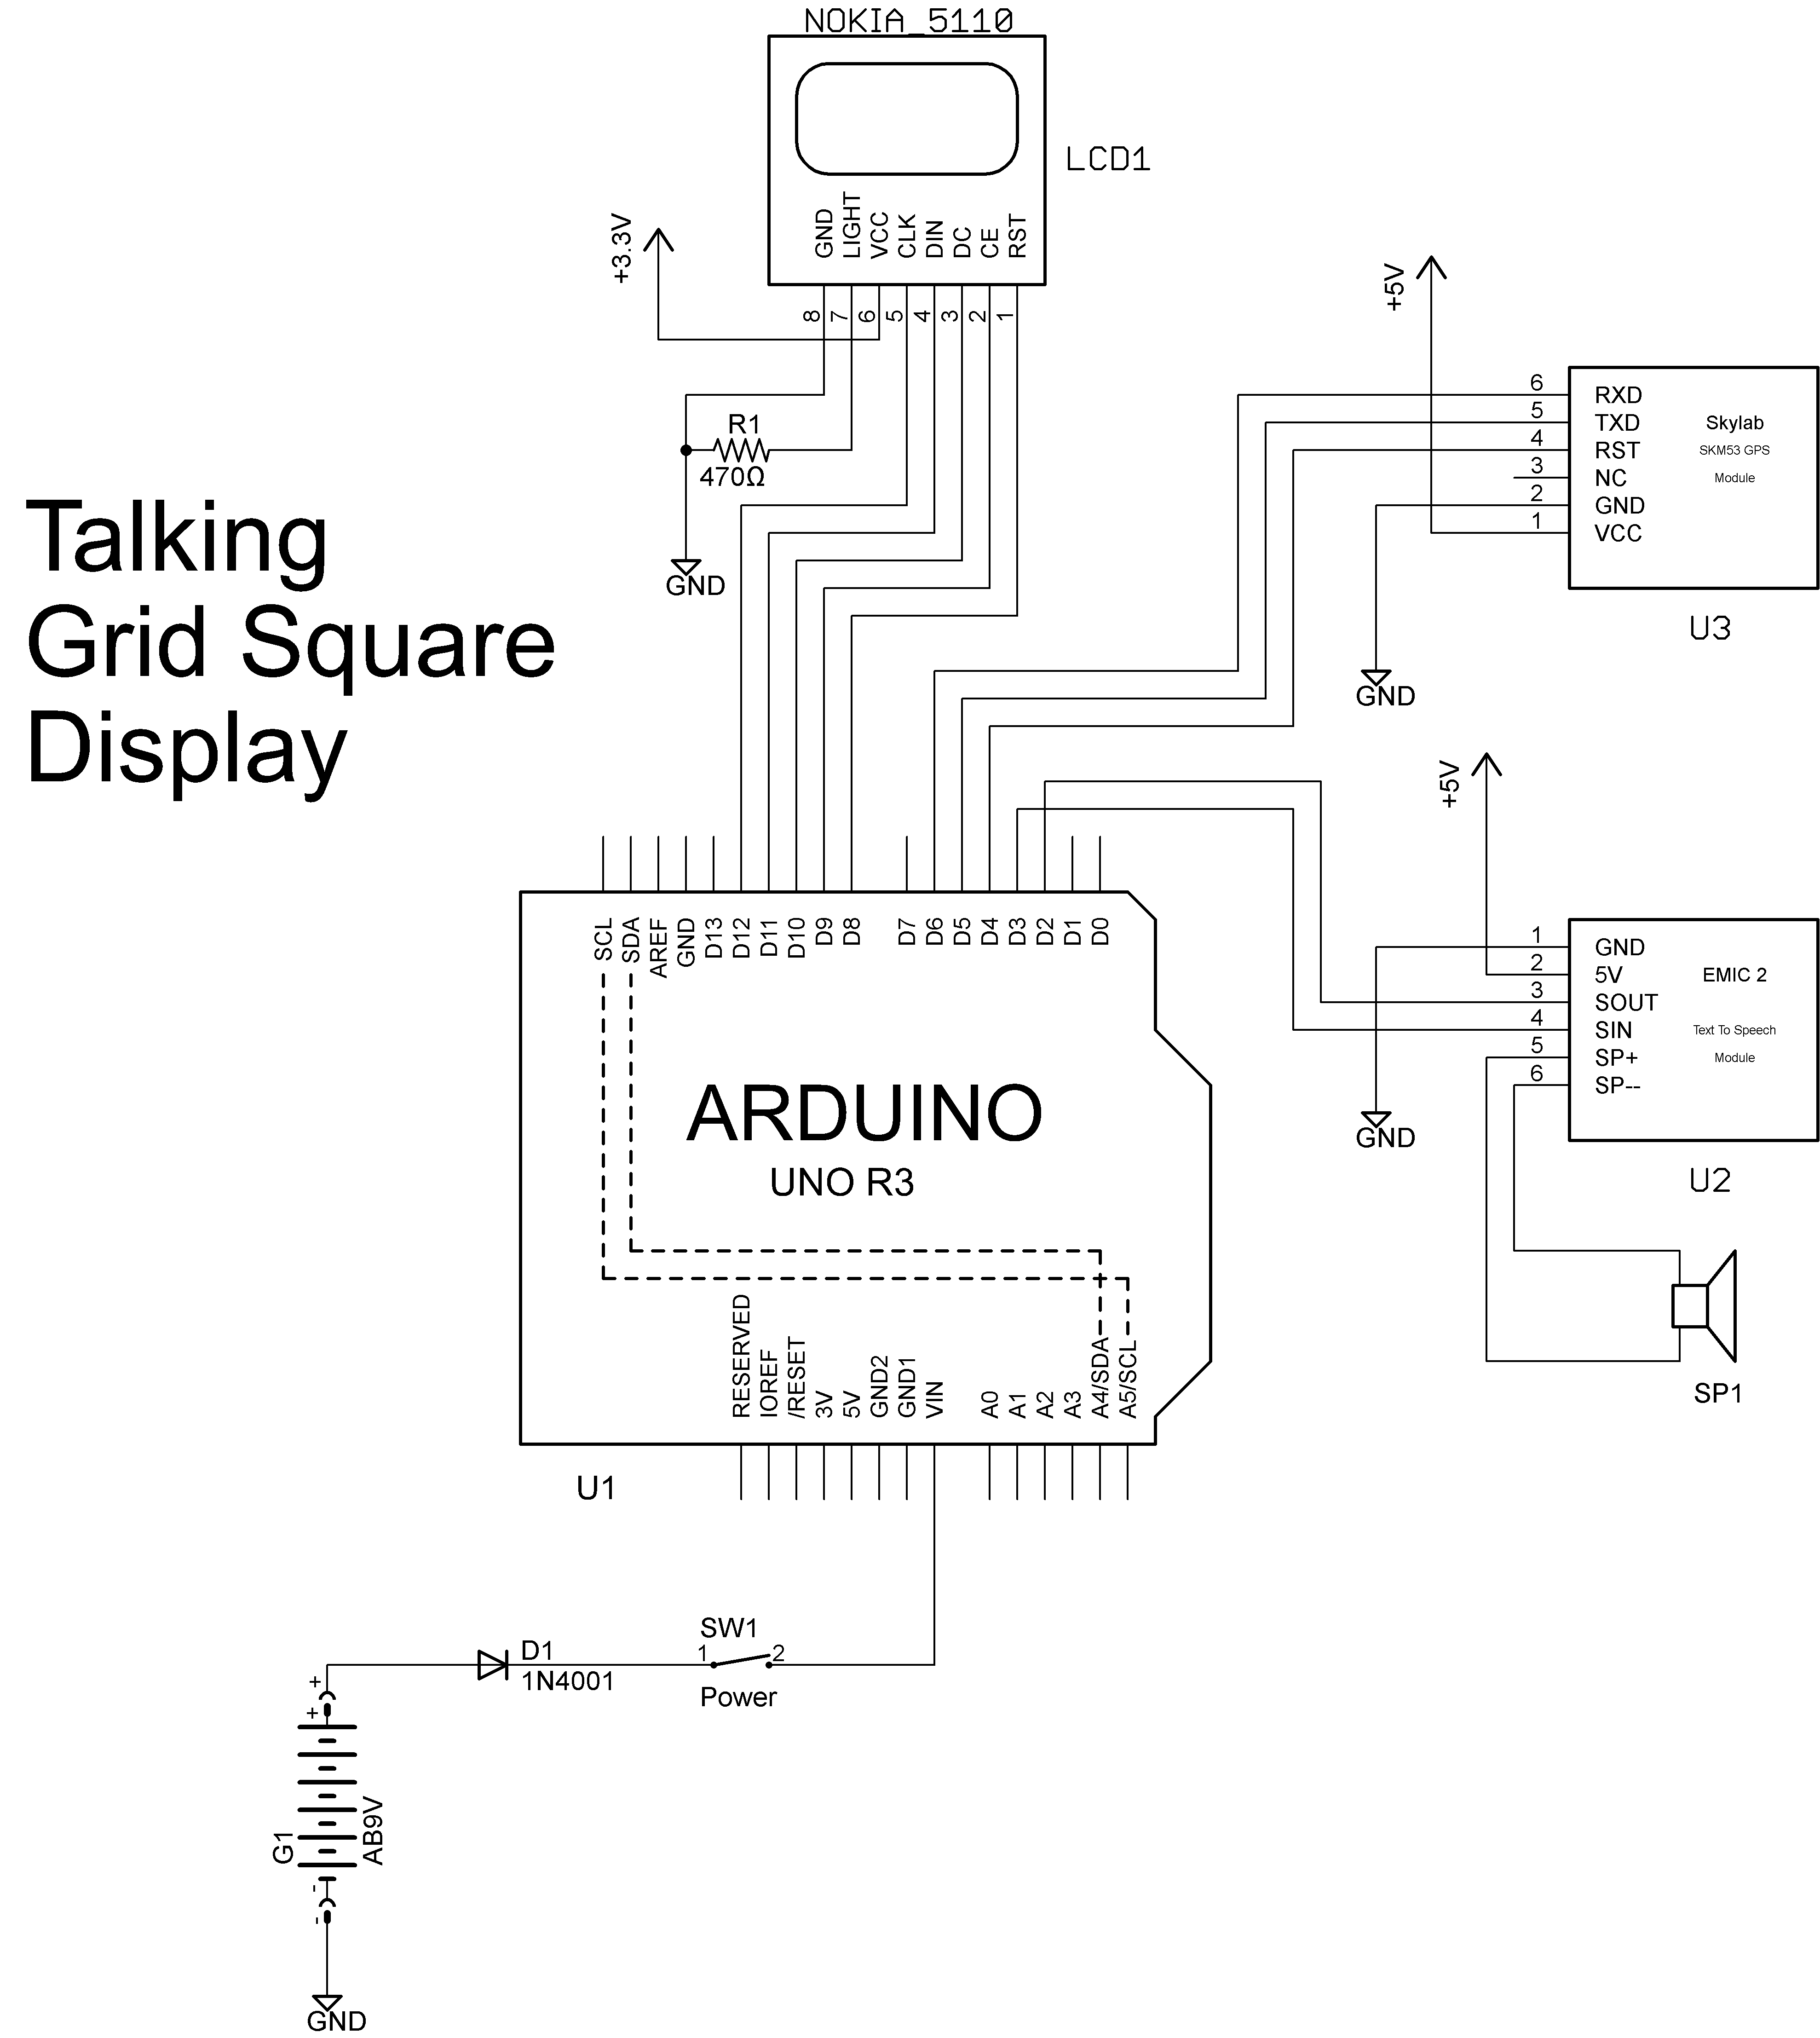 NOKIA_5110
LCD1
GND LIGHT VCC CLK DIN DC CE RST
8 7 6 5 4 3 2 1
+3.3V
R1
470Ω
GND
Talking
Grid Square
Display
+5V
6 RXD
5 TXD
4 RST
3 NC
2 GND
1 VCC
Skylab
SKM53 GPS
Module
U3
GND
+5V
SCL SDA AREF GND D13 D12 D11 D10 D9 D8 D7 D6 D5 D4 D3 D2 D1 D0
1 GND
2 5V
3 SOUT
4 SIN
5 SP+
6 SP--
EMIC 2
Text To Speech
Module
U2
GND
ARDUINO
UNO R3
RESERVED IOREF /RESET 3V 5V GND2 GND1 VIN A0 A1 A2 A3 A4/SDA A5/SCL
SP1
U1
SW1
1 2
Power
D1
1N4001
+
+
G1
AB9V
-
-
GND